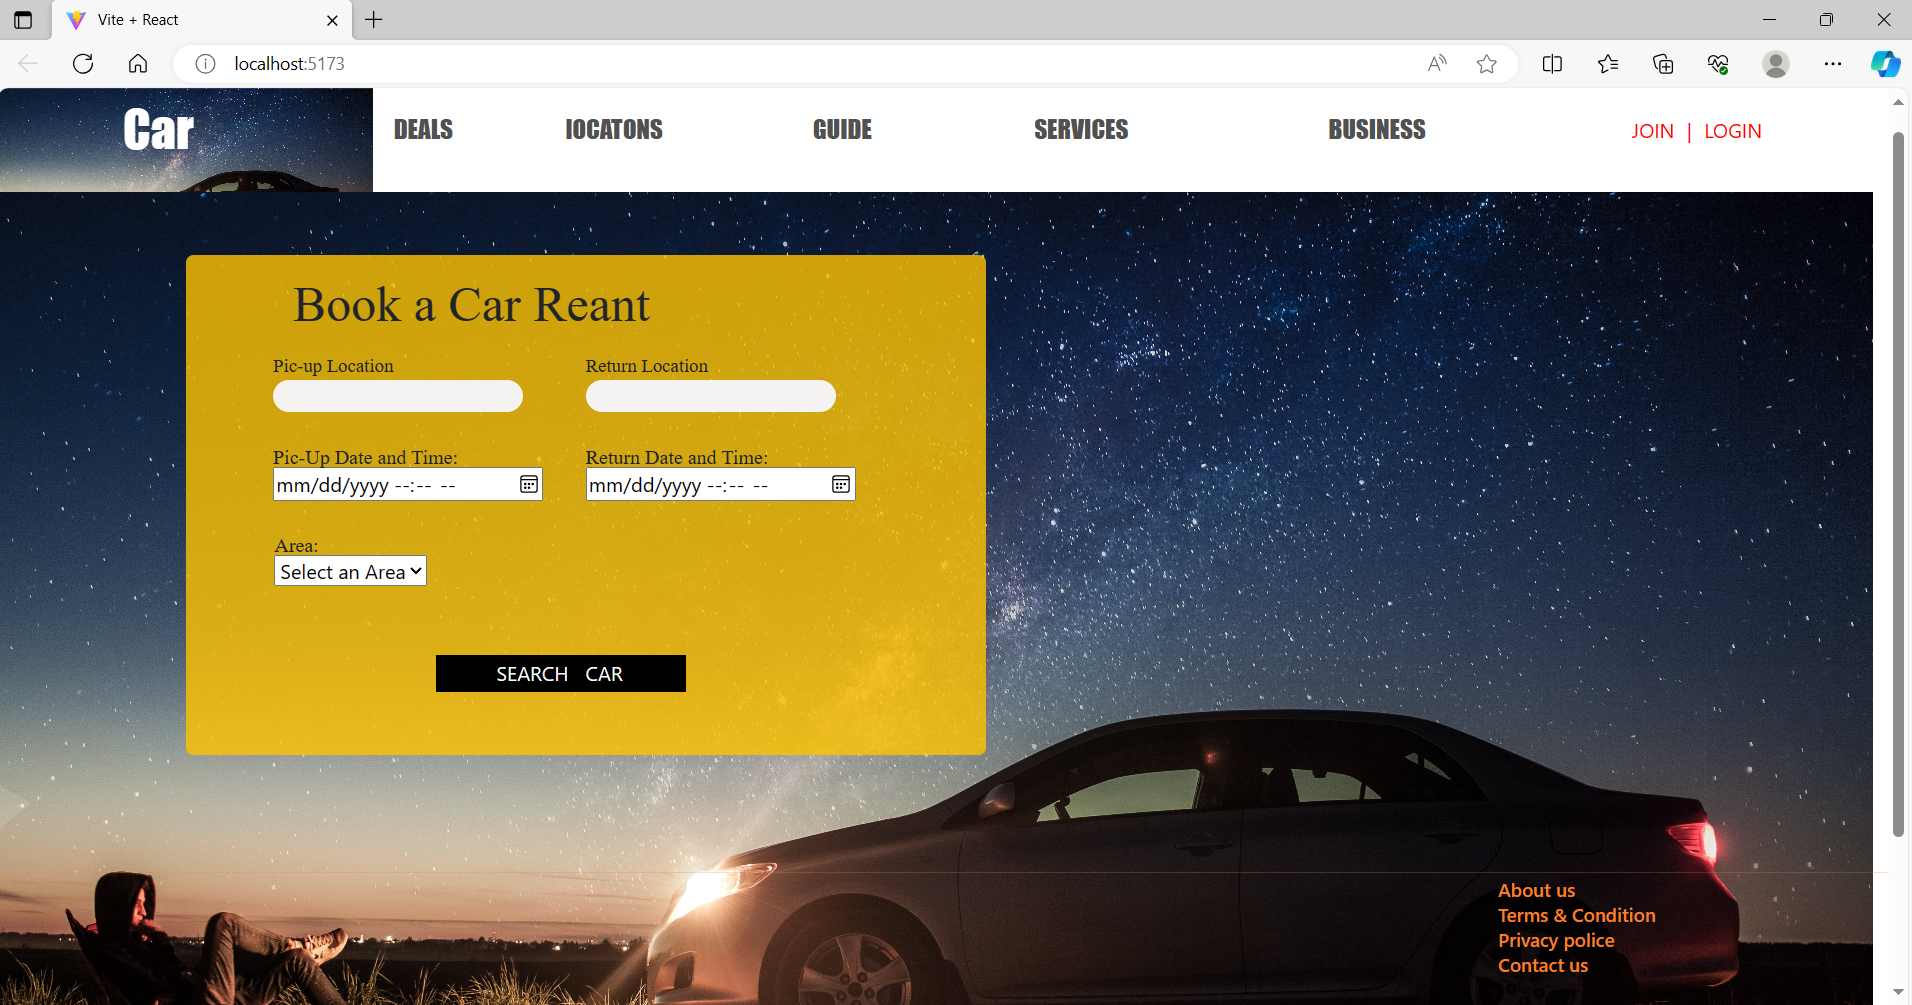 Vite + React
localhost:5173
Car
DEALS
lOCATONS
GUIDE
SERVICES
BUSINESS
JOIN | LOGIN
Book a Car Reant
Pic-up Location
Return Location
Pic-Up Date and Time:
Return Date and Time:
mm/dd/yyyy --:-- --
mm/dd/yyyy --:-- --
Area:
Select an Area
SEARCH CAR
About us
Terms & Condition
Privacy police
Contact us